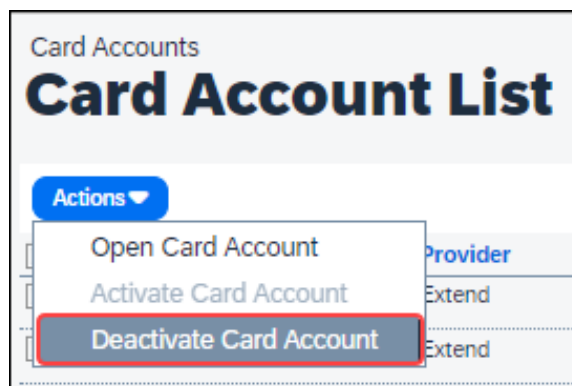 Card Accounts
Card Account List
Actions
Open Card Account
Provider
Activate Card Account
Extend
Deactivate Card Account
Extend